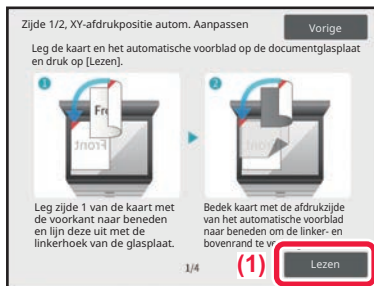 Zijde 1/2, XY-afdrukpositie autom. Aanpassen
Vorige
Leg de kaart en het automatische voorblad op de documentglasplaat
en druk op [Lezen].
1
2
Front
Leg zijde 1 van de kaart met
de voorkant naar beneden
en lijn deze uit met de
linkerhoek van de glasplaat.
Bedek kaart met de afdrukzijde
van het automatische voorblad
naar beneden om de linker- en
bovenrand te
1/4
(1)
Lezen